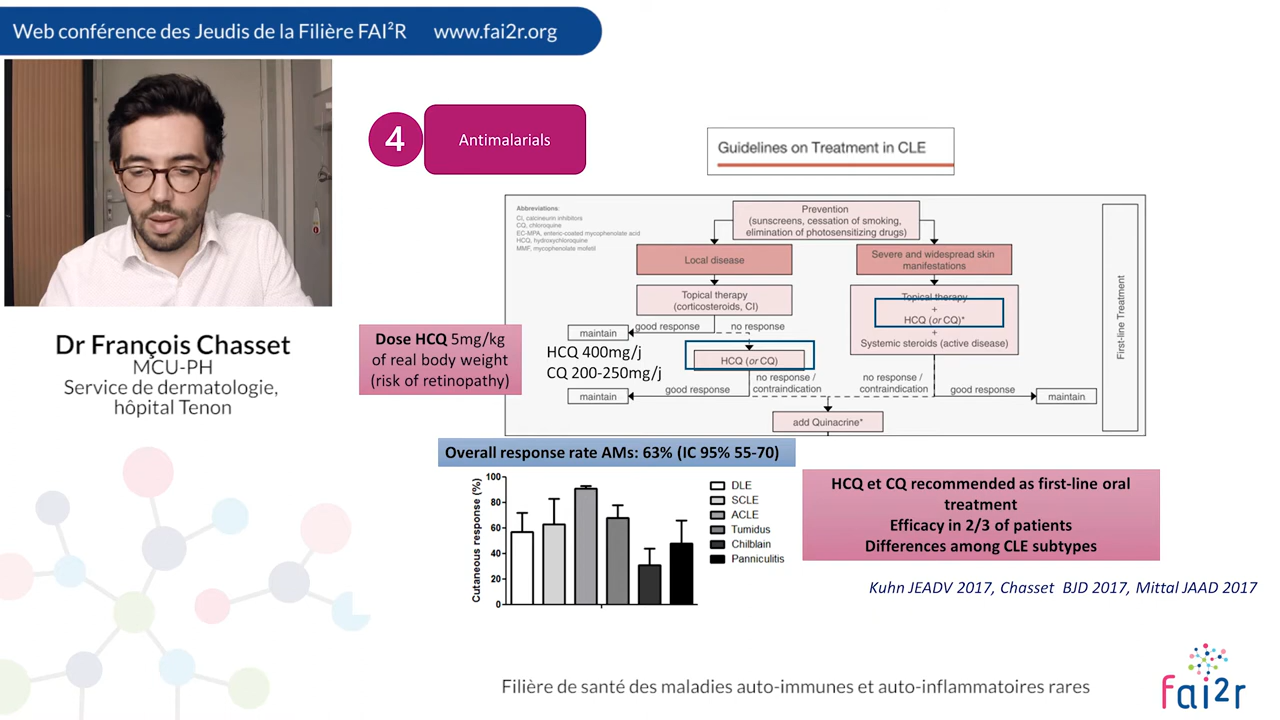 Web conférence des Jeudis de la Filière FAI²R www.fai2r.org
4
Antimalarials
Guidelines on Treatment in CLE
Abbreviations:
CI, calcineurin inhibitors
CQ, chloroquine
EC-MPA, enteric-coated mycophenolate acid
HCQ, hydroxychloroquine
MMF, mycophenolate mofetil
Prevention
(sunscreens, cessation of smoking,
elimination of photosensitizing drugs)
Local disease
Severe and widespread skin
manifestations
Topical therapy
(corticosteroids, CI)
Topical therapy
+
HCQ (or CQ)*
+
Systemic steroids (active disease)
First-line Treatment
good response
no response
maintain
HCQ (or CQ)
HCQ 400mg/j
CQ 200-250mg/j
Dose HCQ 5mg/kg
of real body weight
(risk of retinopathy)
maintain
good response
no response /
contraindication
no response /
contraindication
good response
maintain
add Quinacrine*
Dr François Chasset
MCU-PH
Service de dermatologie,
hôpital Tenon
Overall response rate AMs: 63% (IC 95% 55-70)
Cutaneous response (%)
100
80
60
40
20
0
DLE
SCLE
ACLE
Tumidus
Chilblain
Panniculitis
HCQ et CQ recommended as first-line oral
treatment
Efficacy in 2/3 of patients
Differences among CLE subtypes
Kuhn JEADV 2017, Chasset BJD 2017, Mittal JAAD 2017
Filière de santé des maladies auto-immunes et auto-inflammatoires rares
fai2r